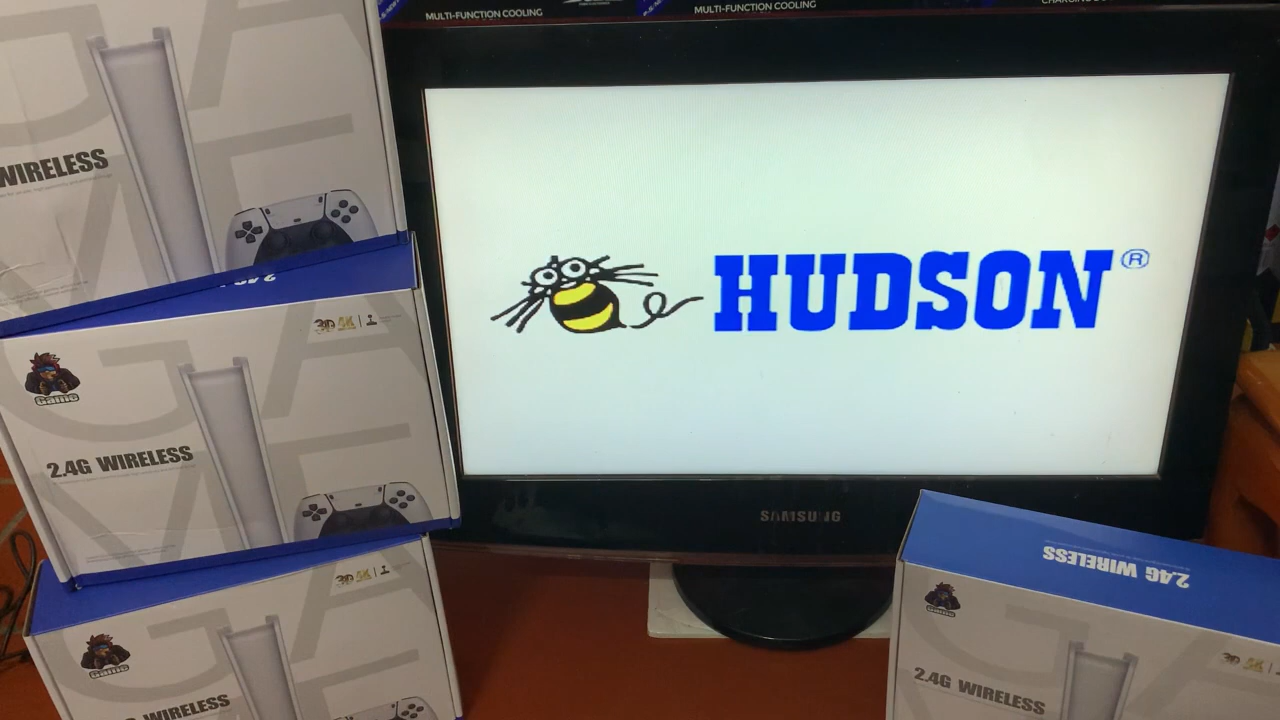 MULTI-FUNCTION COOLING
MULTI-FUNCTION COOLING
WIRELESS
HUDSON®
3D 4K
Game
2.4G WIRELESS
SAMSUNG
2.4G WIRELESS
3D 4K
Game
WIRELESS
2.4G WIRELESS
3D 4K